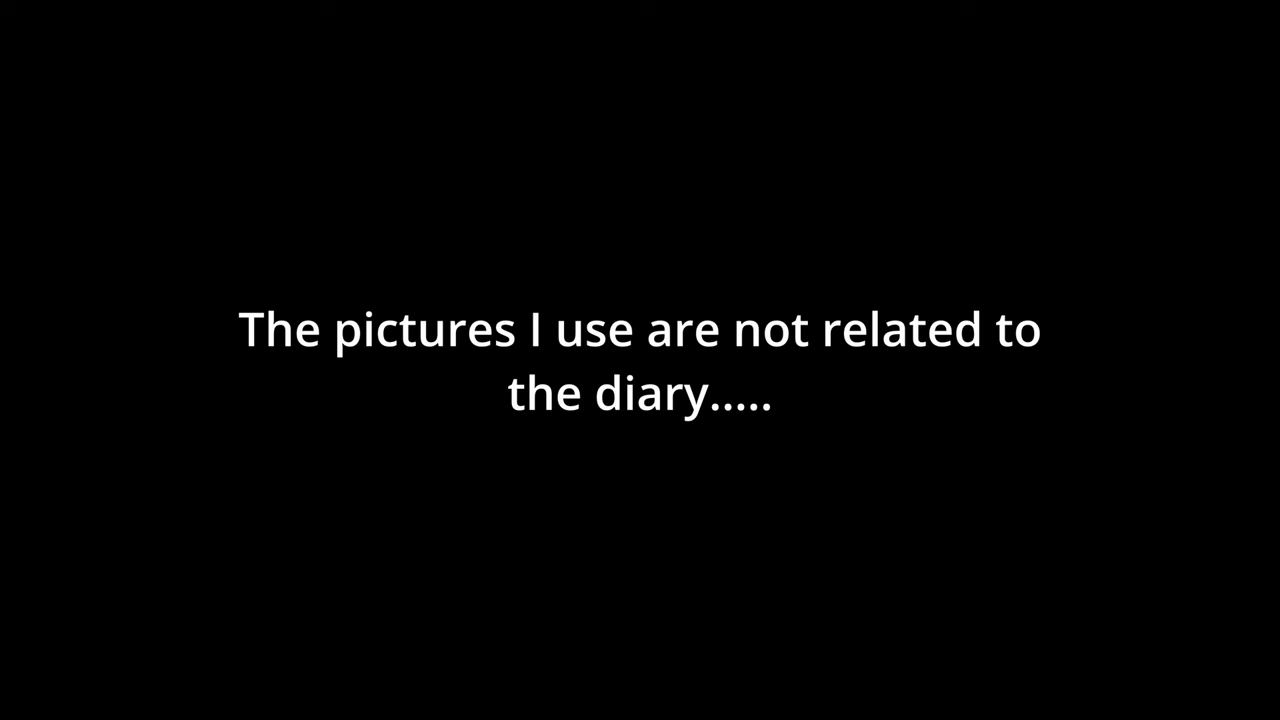 The pictures I use are not related to
the diary.....